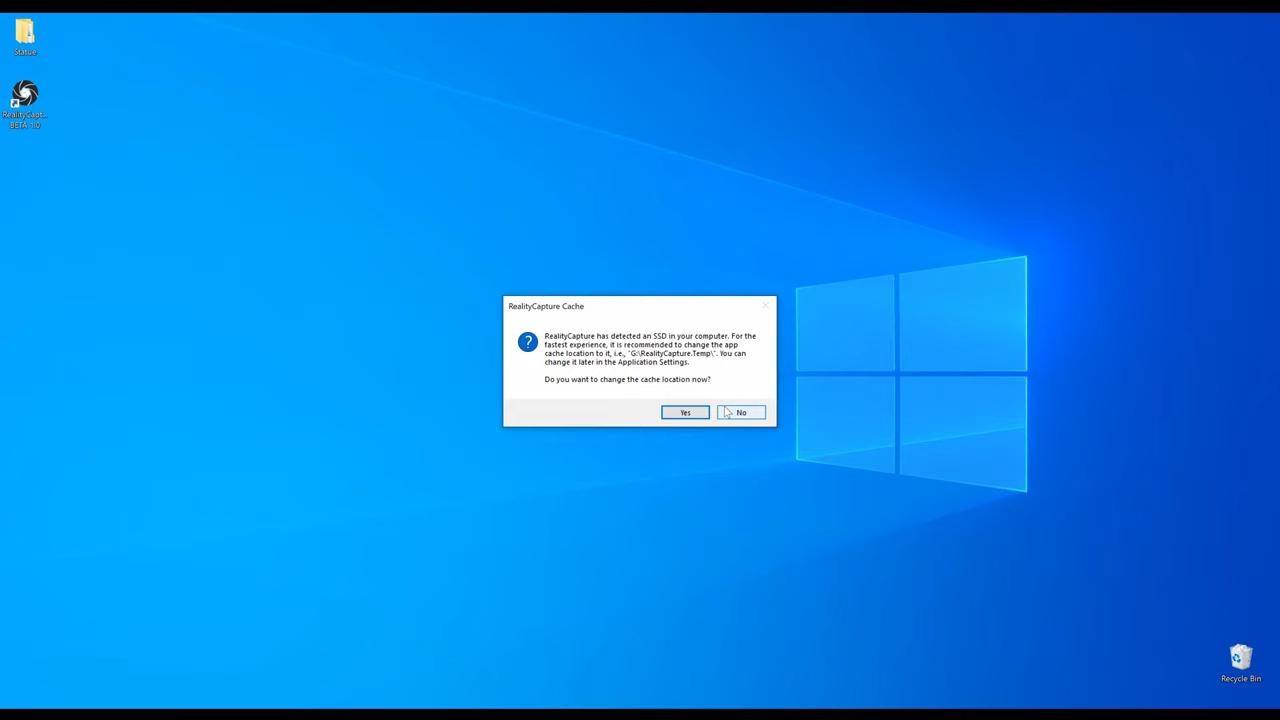 Statue
RealityCapt...
BETA 1.0
RealityCapture Cache
RealityCapture has detected an SSD in your computer. For the
fastest experience, it is recommended to change the app
cache location to it, i.e., "G:\RealityCapture.Temp\". You can
change it later in the Application Settings.
Do you want to change the cache location now?
Yes
No
Recycle Bin